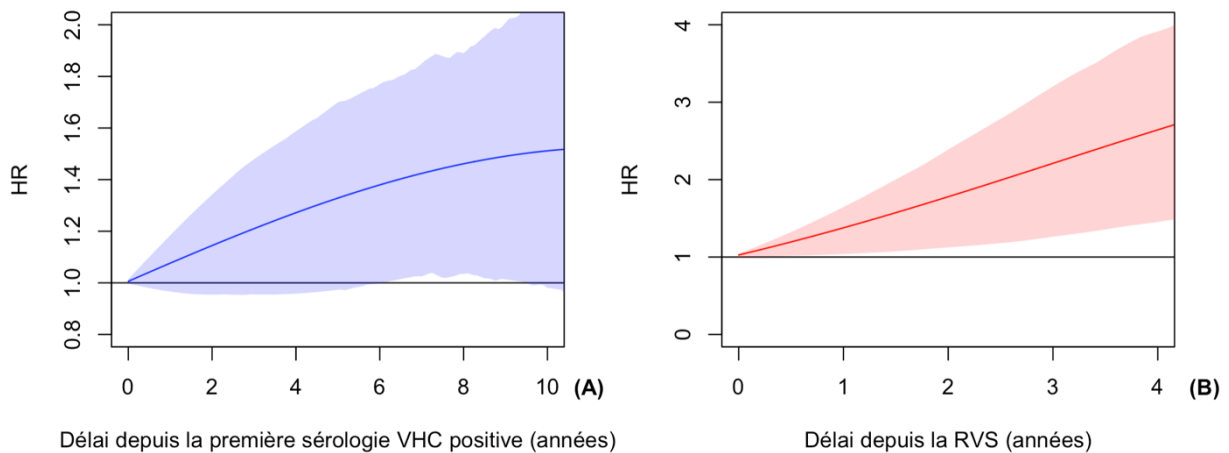 HR
2.0
1.8
1.6
1.4
1.2
1.0
0.8
0 2 4 6 8 10 (A)
Délai depuis la première sérologie VHC positive (années)
HR
4
3
2
1
0
0 1 2 3 4 (B)
Délai depuis la RVS (années)